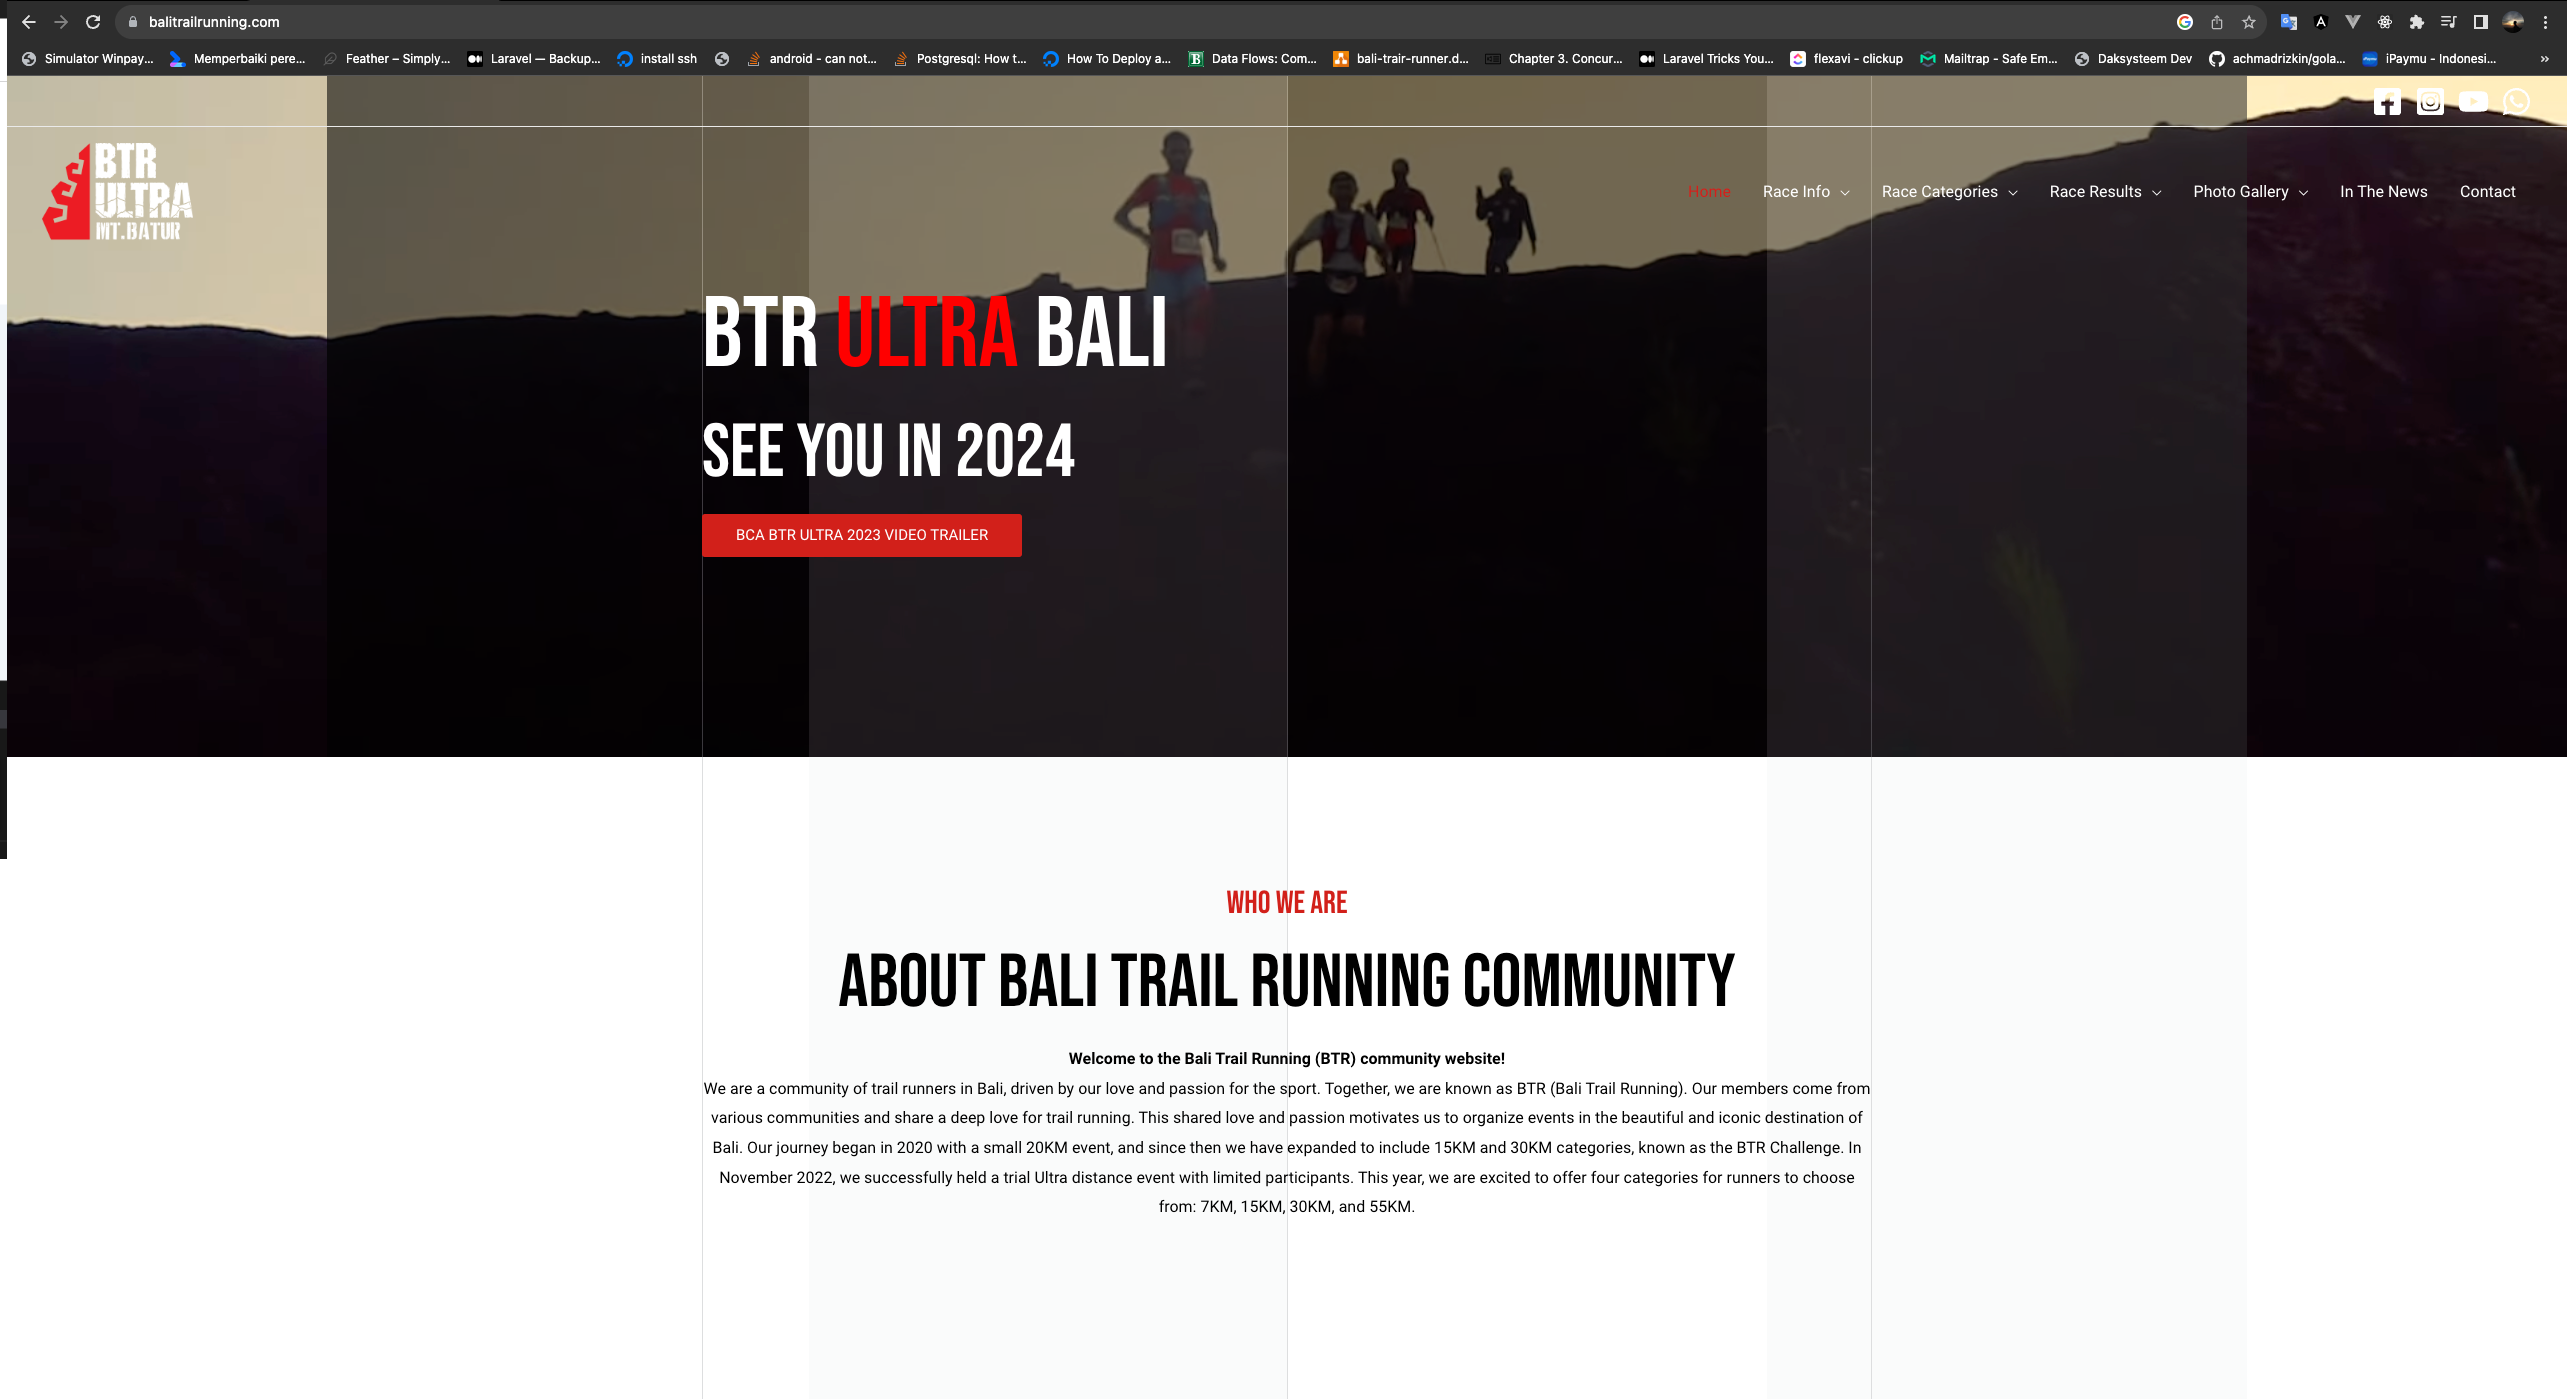 balitrailrunning.com
Simulator Winpay...
Memperbaiki pere...
Feather – Simply...
Laravel — Backup...
install ssh
android - can not...
Postgresql: How t...
How To Deploy a...
Data Flows: Com...
bali-trair-runner.d...
Chapter 3. Concur...
Laravel Tricks You...
flexavi - clickup
Mailtrap - Safe Em...
Daksysteem Dev
achmadrizkin/gola...
iPaymu - Indonesi...
BTR
ULTRA
MT.BATUR
Home
Race Info
Race Categories
Race Results
Photo Gallery
In The News
Contact
BTR ULTRA BALI
SEE YOU IN 2024
BCA BTR ULTRA 2023 VIDEO TRAILER
WHO WE ARE
ABOUT BALI TRAIL RUNNING COMMUNITY
Welcome to the Bali Trail Running (BTR) community website!
We are a community of trail runners in Bali, driven by our love and passion for the sport. Together, we are known as BTR (Bali Trail Running). Our members come from
various communities and share a deep love for trail running. This shared love and passion motivates us to organize events in the beautiful and iconic destination of
Bali. Our journey began in 2020 with a small 20KM event, and since then we have expanded to include 15KM and 30KM categories, known as the BTR Challenge. In
November 2022, we successfully held a trial Ultra distance event with limited participants. This year, we are excited to offer four categories for runners to choose
from: 7KM, 15KM, 30KM, and 55KM.